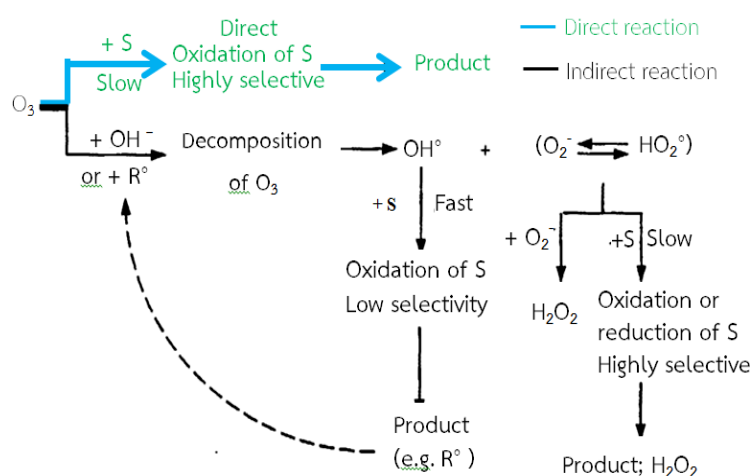 Direct
+ S
Oxidation of S
Slow
Highly selective
Product
Direct reaction
Indirect reaction
O₃
+ OH⁻
or + R°
Decomposition
of O₃
OH°
+
(O₂⁻ HO₂°)
+S
Fast
+ O₂⁻
.+S
Slow
Oxidation of S
Low selectivity
H₂O₂
Oxidation or
reduction of S
Highly selective
Product
(e.g. R° )
Product; H₂O₂